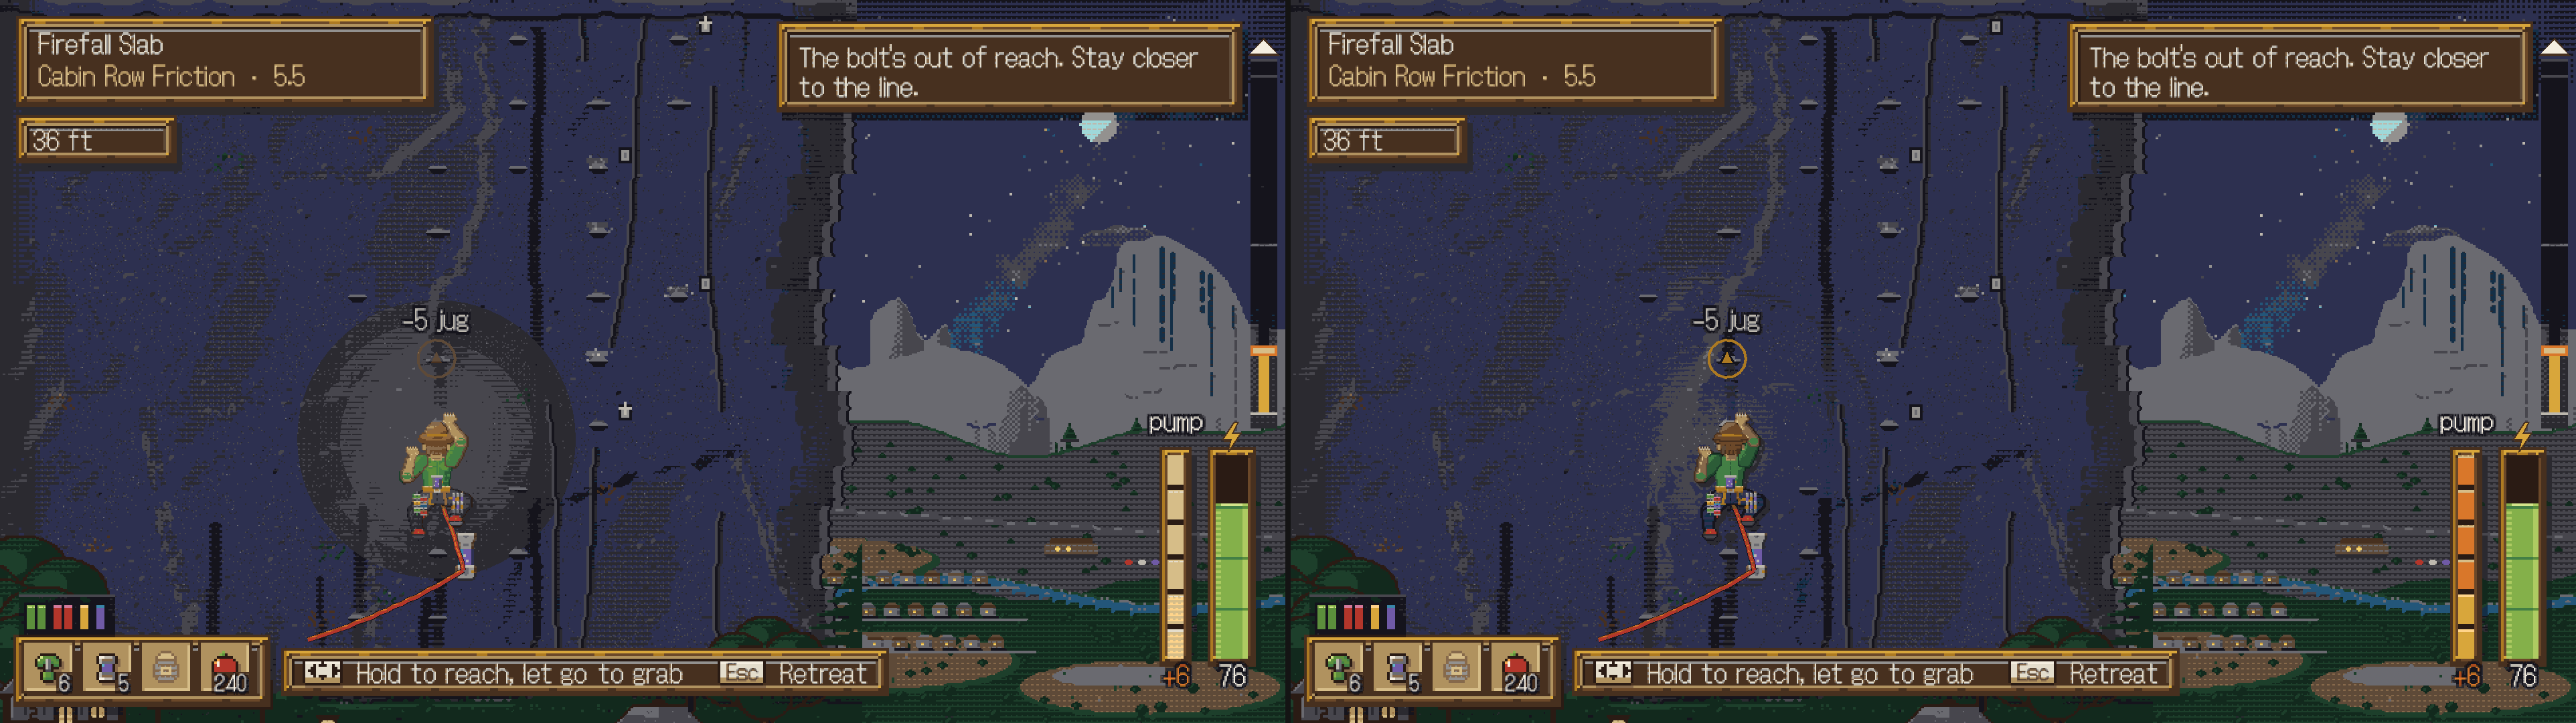 Firefall Slab
Cabin Row Friction · 5.5
36 ft
The bolt's out of reach. Stay closer
to the line.
-5 jug
pump
6
5
240
Hold to reach, let go to grab
Esc Retreat
+6
76
Firefall Slab
Cabin Row Friction · 5.5
36 ft
The bolt's out of reach. Stay closer
to the line.
-5 jug
pump
6
5
240
Hold to reach, let go to grab
Esc Retreat
+6
76